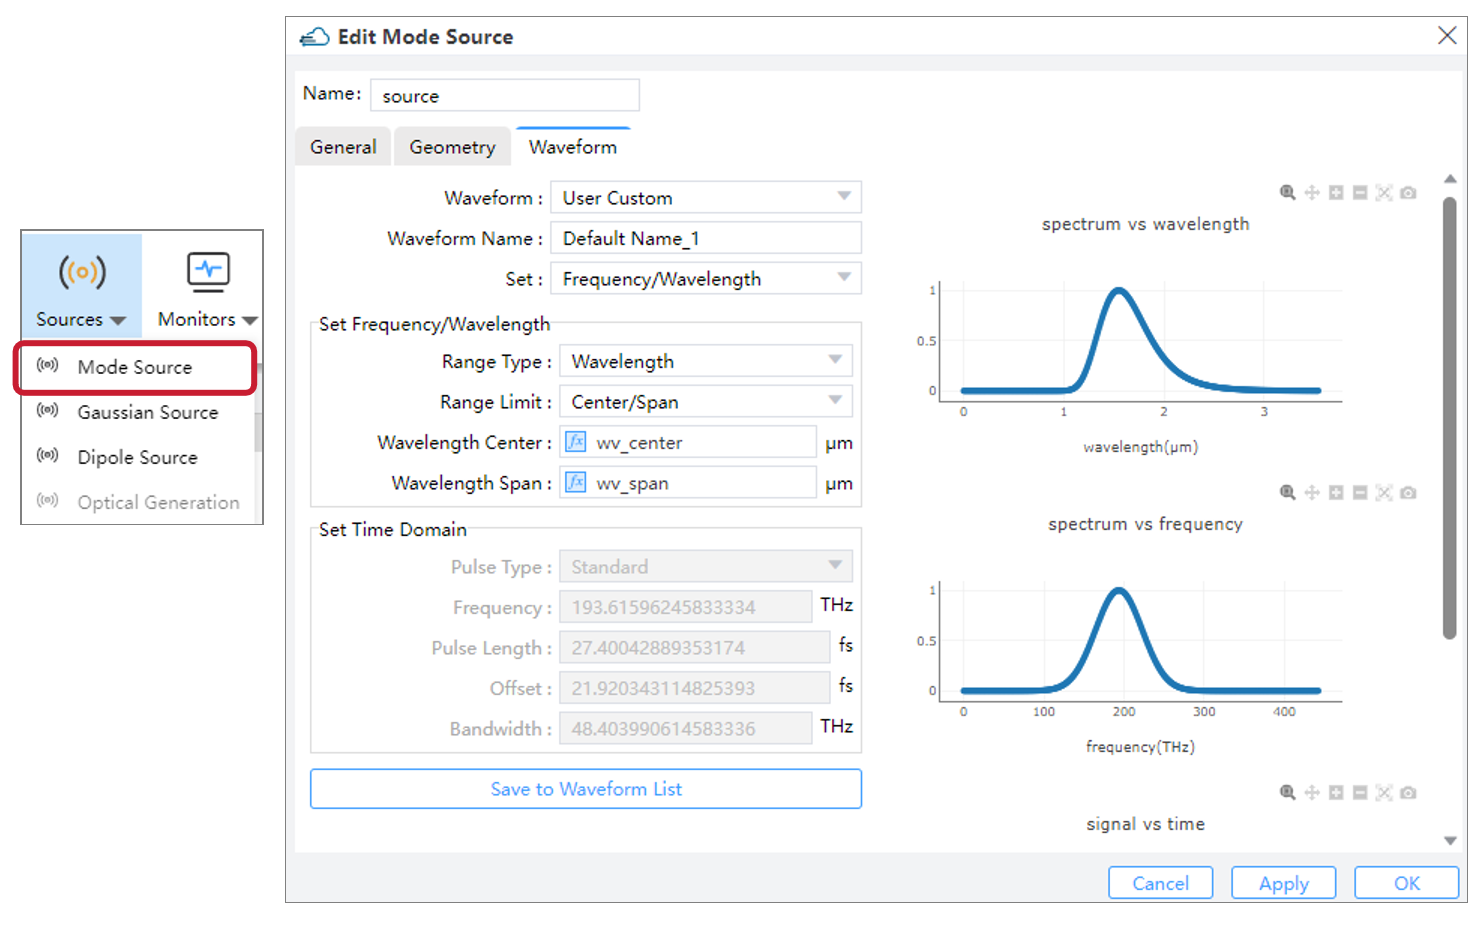 Sources
Monitors
Mode Source
Gaussian Source
Dipole Source
Optical Generation
Edit Mode Source
Name:
source
General
Geometry
Waveform
Waveform : User Custom
Waveform Name : Default Name_1
Set : Frequency/Wavelength
Set Frequency/Wavelength
Range Type : Wavelength
Range Limit : Center/Span
Wavelength Center : fx wv_center μm
Wavelength Span : fx wv_span μm
Set Time Domain
Pulse Type : Standard
Frequency : 193.61596245833334 THz
Pulse Length : 27.40042889353174 fs
Offset : 21.920343114825393 fs
Bandwidth : 48.403990614583336 THz
Save to Waveform List
spectrum vs wavelength
1
0.5
0
0 1 2 3
wavelength(μm)
spectrum vs frequency
1
0.5
0
0 100 200 300 400
frequency(THz)
signal vs time
Cancel
Apply
OK